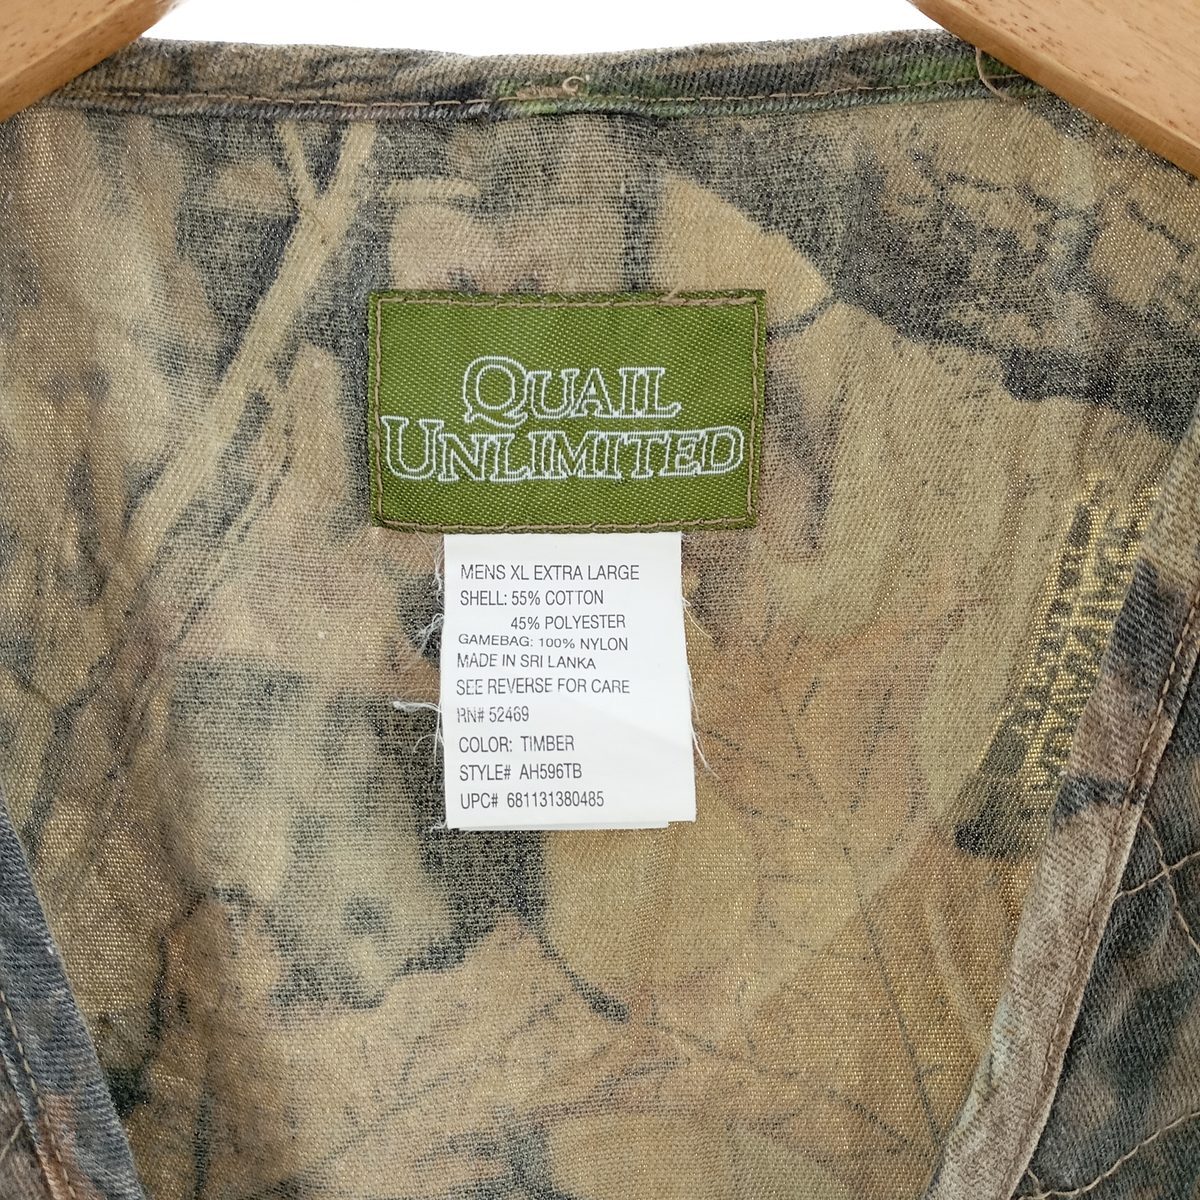 QUAIL
UNLIMITED
MENS XL EXTRA LARGE
SHELL: 55% COTTON
45% POLYESTER
GAMEBAG: 100% NYLON
MADE IN SRI LANKA
SEE REVERSE FOR CARE
RN# 52469
COLOR: TIMBER
STYLE# AH596TB
UPC# 681131380485